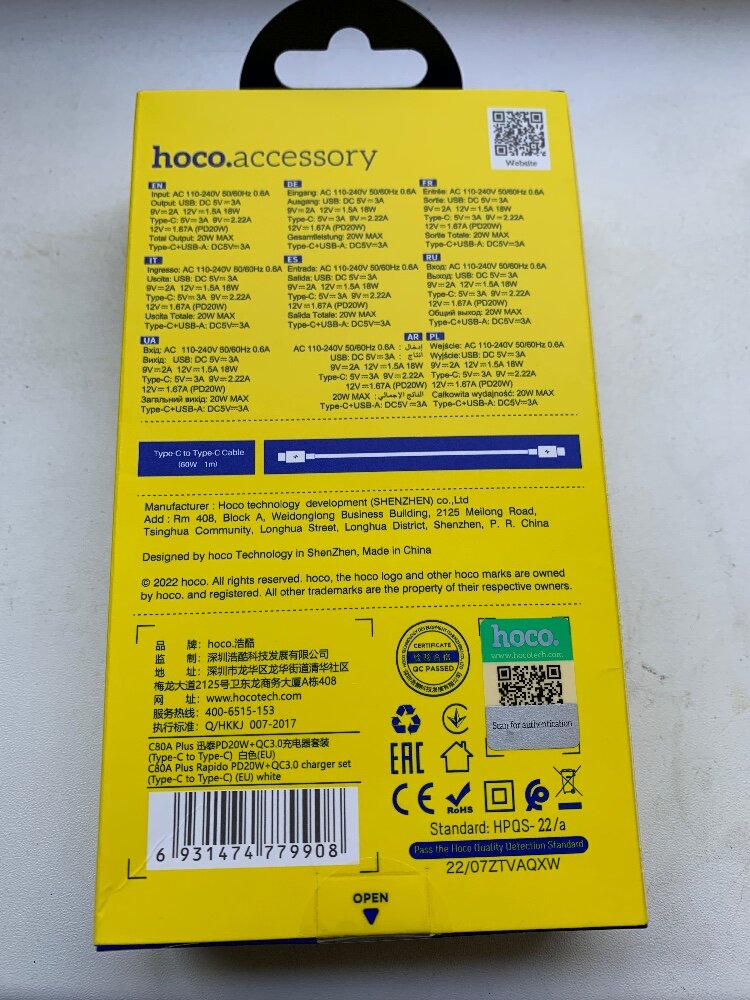 hoco.accessory
Website
EN
Input: AC 110-240V 50/60Hz 0.6A
Output: USB: DC 5V⎓3A
9V⎓2A 12V⎓1.5A 18W
Type-C: 5V⎓3A 9V⎓2.22A
12V⎓1.67A (PD20W)
Total Output: 20W MAX
Type-C+USB-A: DC5V⎓3A
DE
Eingang: AC 110-240V 50/60Hz 0.6A
Ausgang: USB: DC 5V⎓3A
9V⎓2A 12V⎓1.5A 18W
Type-C: 5V⎓3A 9V⎓2.22A
12V⎓1.67A (PD20W)
Gesamtleistung: 20W MAX
Type-C+USB-A: DC5V⎓3A
FR
Entrée: AC 110-240V 50/60Hz 0.6A
Sortie: USB: DC 5V⎓3A
9V⎓2A 12V⎓1.5A 18W
Type-C: 5V⎓3A 9V⎓2.22A
12V⎓1.67A (PD20W)
Sortie Totale: 20W MAX
Type-C+USB-A: DC5V⎓3A
IT
Ingresso: AC 110-240V 50/60Hz 0.6A
Uscita: USB: DC 5V⎓3A
9V⎓2A 12V⎓1.5A 18W
Type-C: 5V⎓3A 9V⎓2.22A
12V⎓1.67A (PD20W)
Uscita Totale: 20W MAX
Type-C+USB-A: DC5V⎓3A
ES
Entrada: AC 110-240V 50/60Hz 0.6A
Salida: USB: DC 5V⎓3A
9V⎓2A 12V⎓1.5A 18W
Type-C: 5V⎓3A 9V⎓2.22A
12V⎓1.67A (PD20W)
Salida Totale: 20W MAX
Type-C+USB-A: DC5V⎓3A
RU
Вход: AC 110-240V 50/60Hz 0.6A
Выход: USB: DC 5V⎓3A
9V⎓2A 12V⎓1.5A 18W
Type-C: 5V⎓3A 9V⎓2.22A
12V⎓1.67A (PD20W)
Общий выход: 20W MAX
Type-C+USB-A: DC5V⎓3A
UA
Вхід: AC 110-240V 50/60Hz 0.6A
Вихід: USB: DC 5V⎓3A
9V⎓2A 12V⎓1.5A 18W
Type-C: 5V⎓3A 9V⎓2.22A
12V⎓1.67A (PD20W)
Загальний вихід: 20W MAX
Type-C+USB-A: DC5V⎓3A
AR
AC 110-240V 50/60Hz 0.6A : إدخال
USB: DC 5V⎓3A : أنتاج
9V⎓2A 12V⎓1.5A 18W
Type-C: 5V⎓3A 9V⎓2.22A
12V⎓1.67A (PD20W)
20W MAX : الناتج الإجمالي
Type-C+USB-A: DC5V⎓3A
PL
Wejście: AC 110-240V 50/60Hz 0.6A
Wyjście: USB: DC 5V⎓3A
9V⎓2A 12V⎓1.5A 18W
Type-C: 5V⎓3A 9V⎓2.22A
12V⎓1.67A (PD20W)
Całkowita wydajność: 20W MAX
Type-C+USB-A: DC5V⎓3A
Type-C to Type-C Cable
(60W 1m)
Manufacturer : Hoco technology development (SHENZHEN) co.,Ltd
Add : Rm 408, Block A, Weidonglong Business Building, 2125 Meilong Road,
Tsinghua Community, Longhua Street, Longhua District, Shenzhen, P. R. China
Designed by hoco Technology in ShenZhen, Made in China
© 2022 hoco. All rights reserved. hoco, the hoco logo and other hoco marks are owned
by hoco. and registered. All other trademarks are the property of their respective owners.
品 牌：hoco.浩酷
监 制：深圳浩酷科技发展有限公司
地 址：深圳市龙华区龙华街道清华社区
梅龙大道2125号卫东龙商务大厦A栋408
网 址：www.hocotech.com
服务热线：400-6515-153
执行标准：Q/HKKJ 007-2017
C80A Plus 迅泰PD20W+QC3.0充电器套装
(Type-C to Type-C) 白色(EU)
C80A Plus Rapido PD20W+QC3.0 charger set
(Type-C to Type-C) (EU) white
6 931474 779908
CERTIFICATE
检验合格
QC PASSED
hoco.
www.hocotech.com
Scan for authentication
EAC
CE
RoHS
Standard: HPQS- 22/a
Pass the Hoco Quality Detection Standard
22/07ZTVAQXW
OPEN